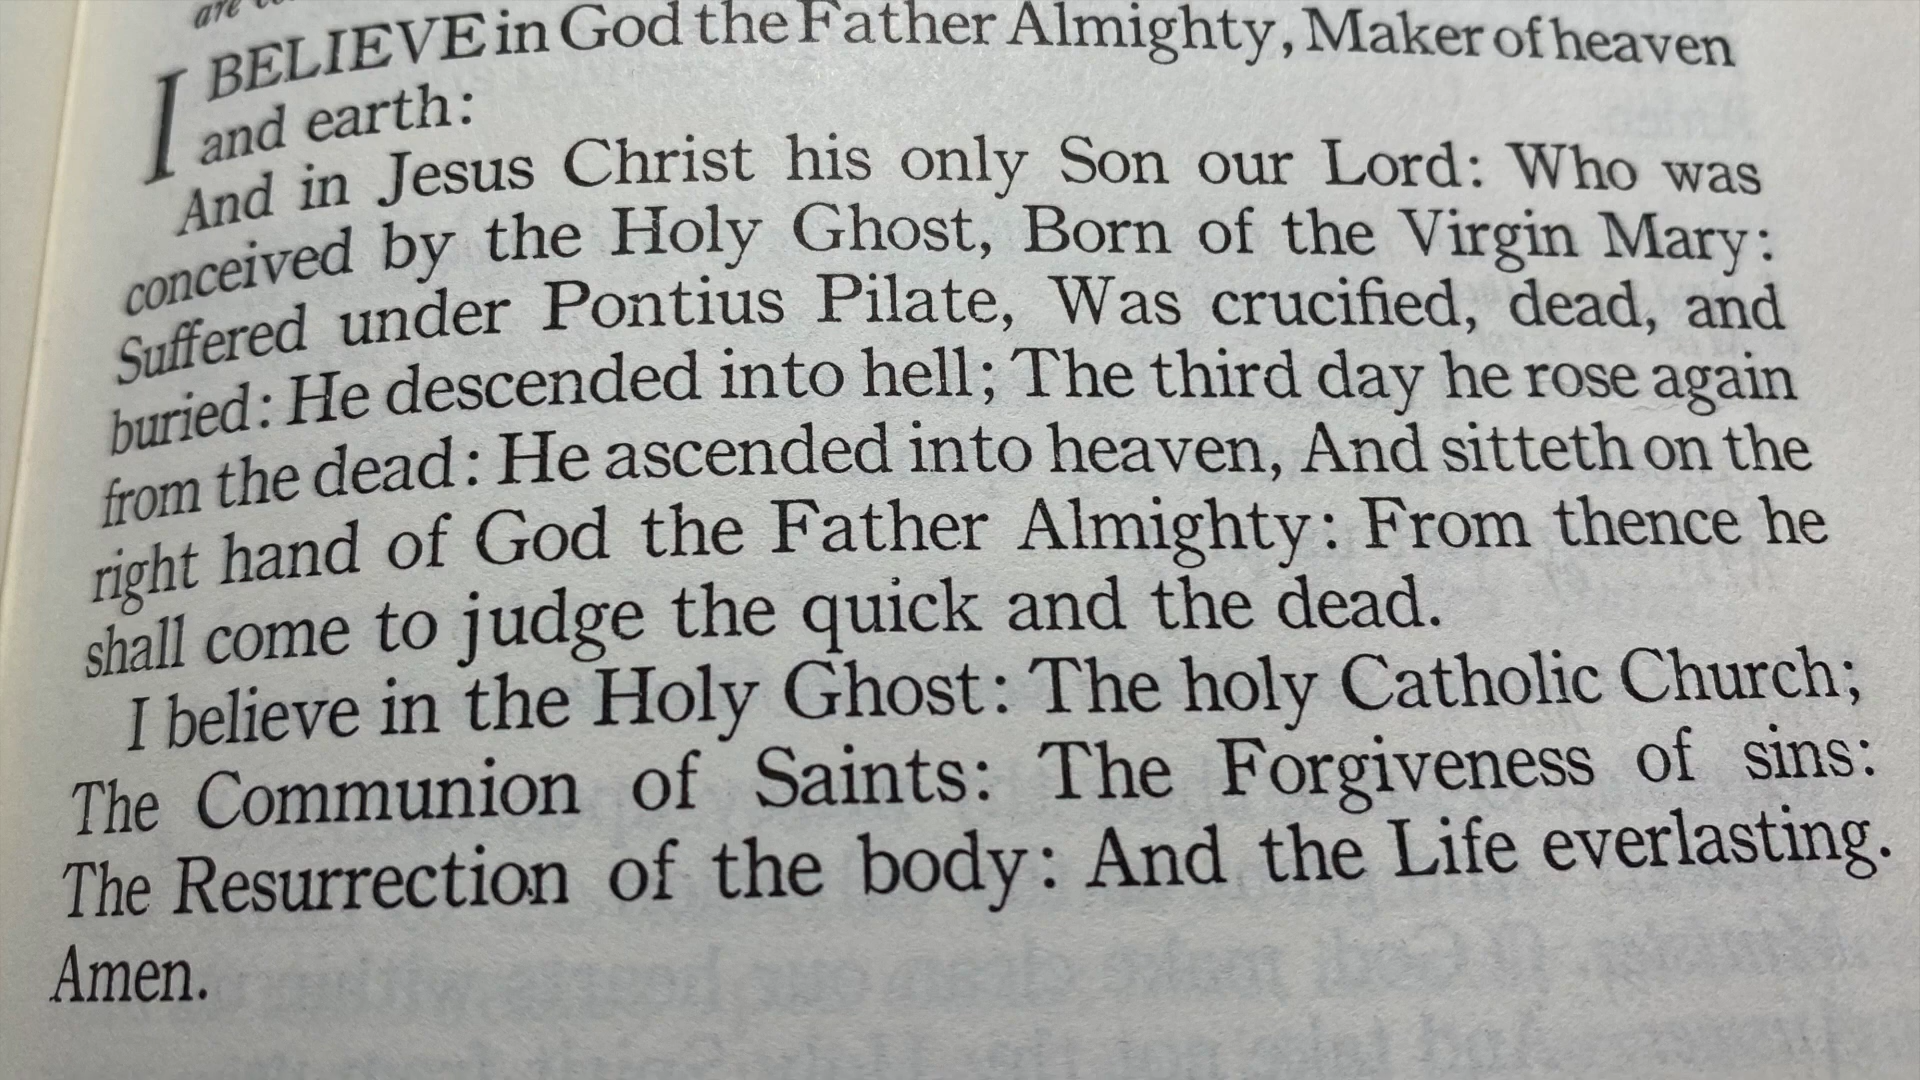 are
I BELIEVE in God the Father Almighty, Maker of heaven
and earth:
And in Jesus Christ his only Son our Lord: Who was
conceived by the Holy Ghost, Born of the Virgin Mary:
Suffered under Pontius Pilate, Was crucified, dead, and
buried: He descended into hell; The third day he rose again
from the dead: He ascended into heaven, And sitteth on the
right hand of God the Father Almighty: From thence he
shall come to judge the quick and the dead.
I believe in the Holy Ghost: The holy Catholic Church;
The Communion of Saints: The Forgiveness of sins:
The Resurrection of the body: And the Life everlasting.
Amen.